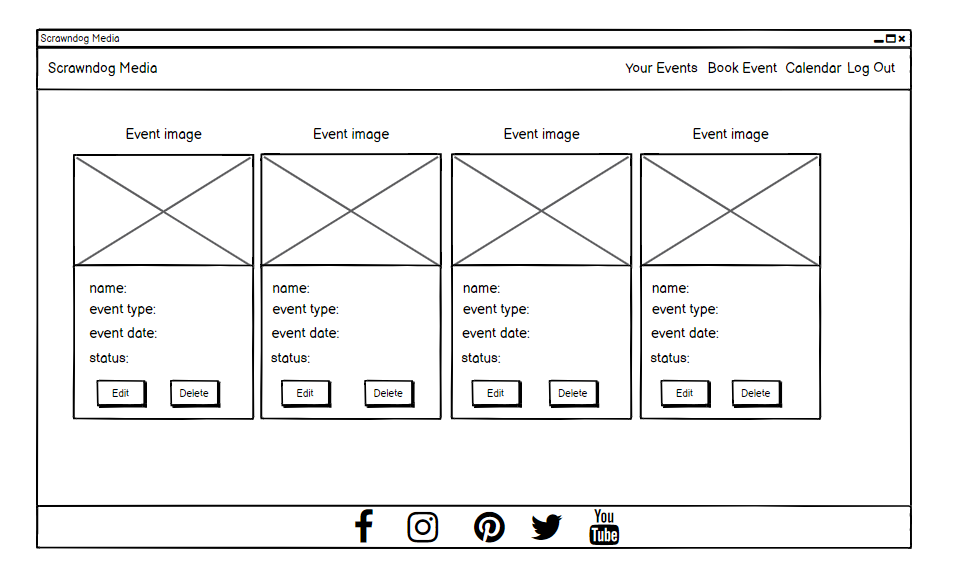 Scrawndog Media
Scrawndog Media
Your Events Book Event Calendar Log Out
Event image Event image Event image Event image
name: name: name: name:
event type: event type: event type: event type:
event date: event date: event date: event date:
status: status: status: status:
Edit Delete Edit Delete Edit Delete Edit Delete
You
Tube